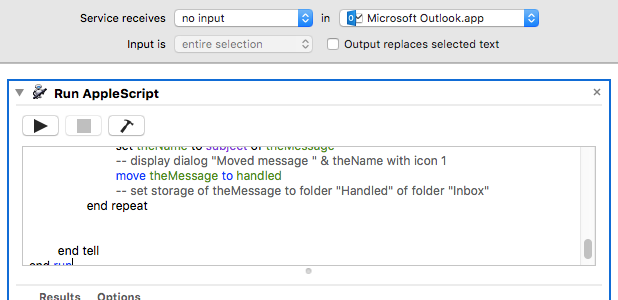 Service receives no input in Microsoft Outlook.app
Input is entire selection Output replaces selected text
Run AppleScript
set theName to subject of theMessage
-- display dialog "Moved message " & theName with icon 1
move theMessage to handled
-- set storage of theMessage to folder "Handled" of folder "Inbox"
end repeat
end tell
end run
Results Options